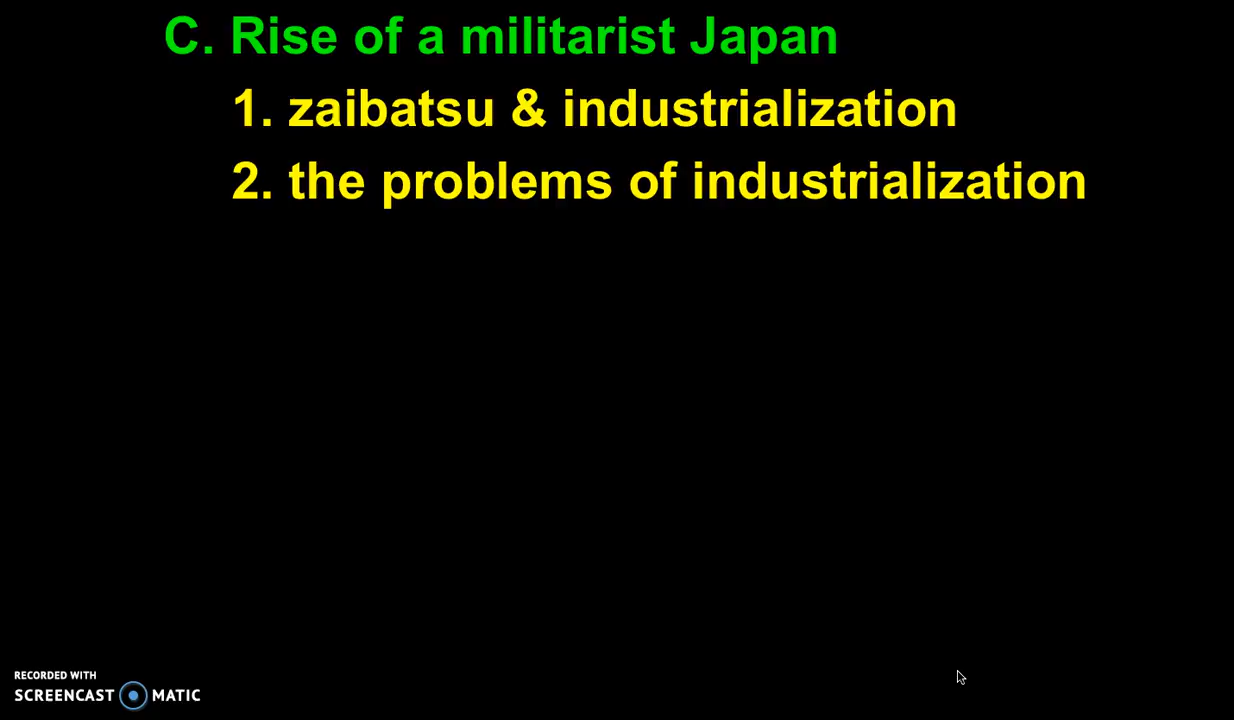 C. Rise of a militarist Japan
1. zaibatsu & industrialization
2. the problems of industrialization
RECORDED WITH
SCREENCAST MATIC